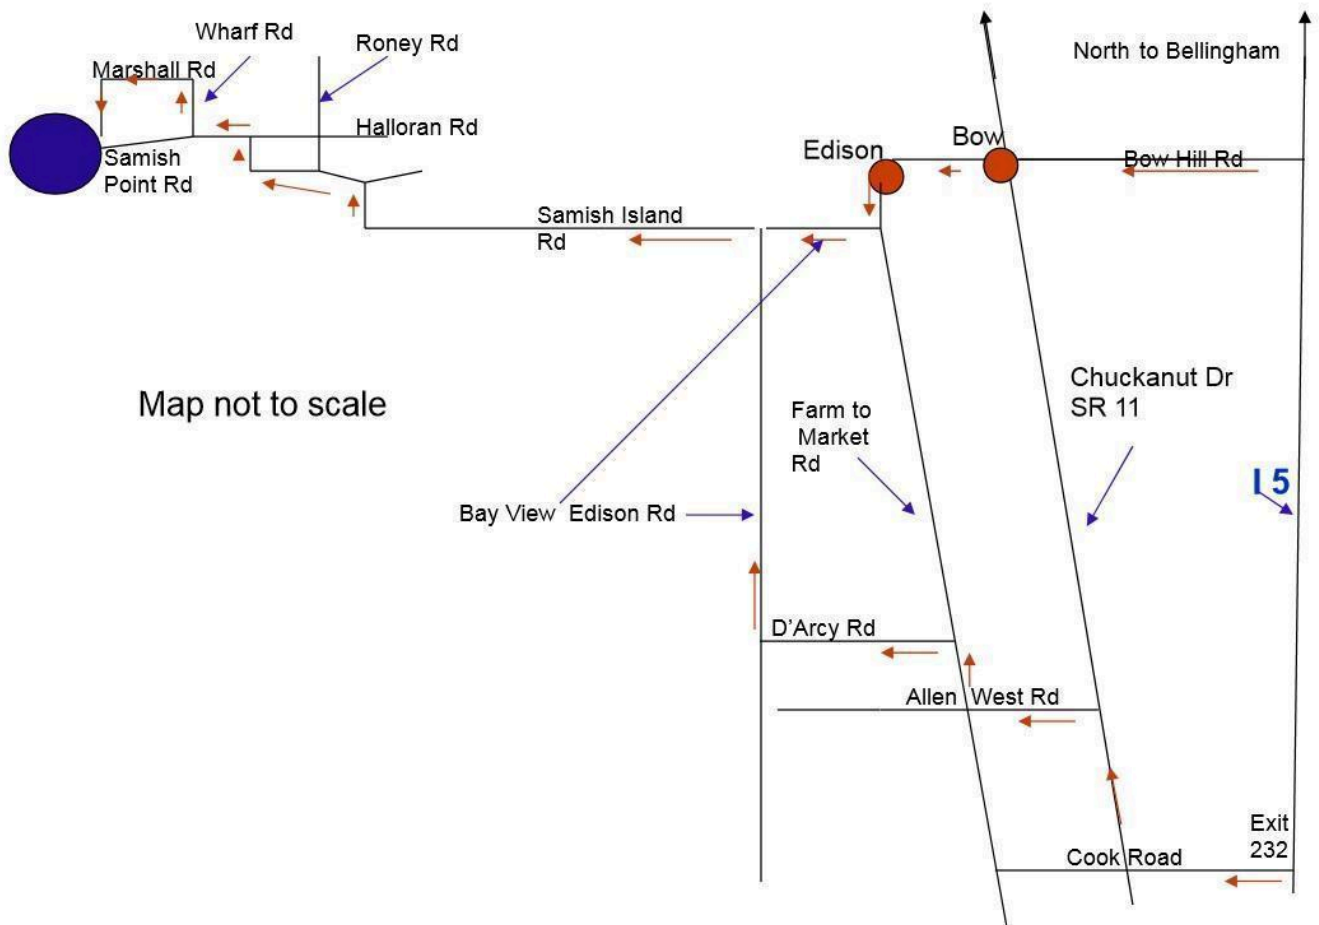 Wharf Rd
Roney Rd
North to Bellingham
Marshall Rd
Halloran Rd
Edison
Bow
Bow Hill Rd
Samish
Point Rd
Samish Island
Rd
Map not to scale
Chuckanut Dr
SR 11
Farm to
Market
Rd
I 5
Bay View Edison Rd
D'Arcy Rd
Allen West Rd
Exit
232
Cook Road